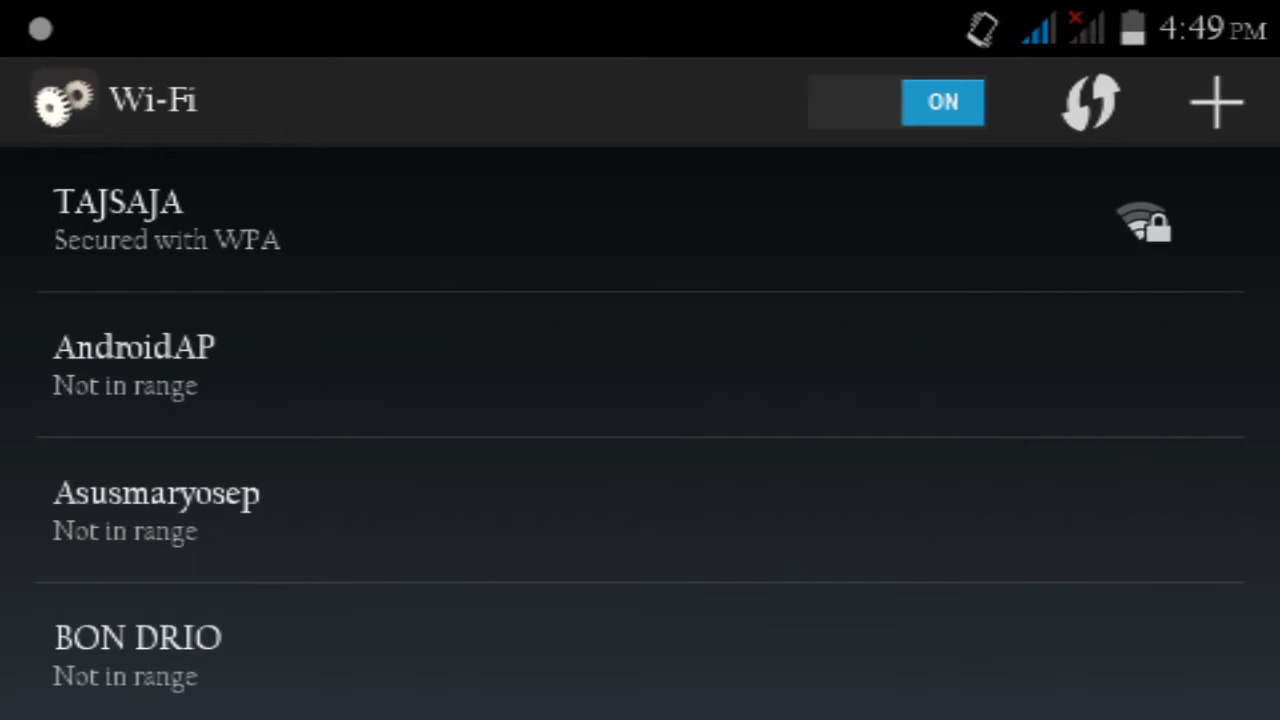 4:49 PM
Wi-Fi
ON
TAJSAJA
Secured with WPA
AndroidAP
Not in range
Asusmaryosep
Not in range
BON DRIO
Not in range